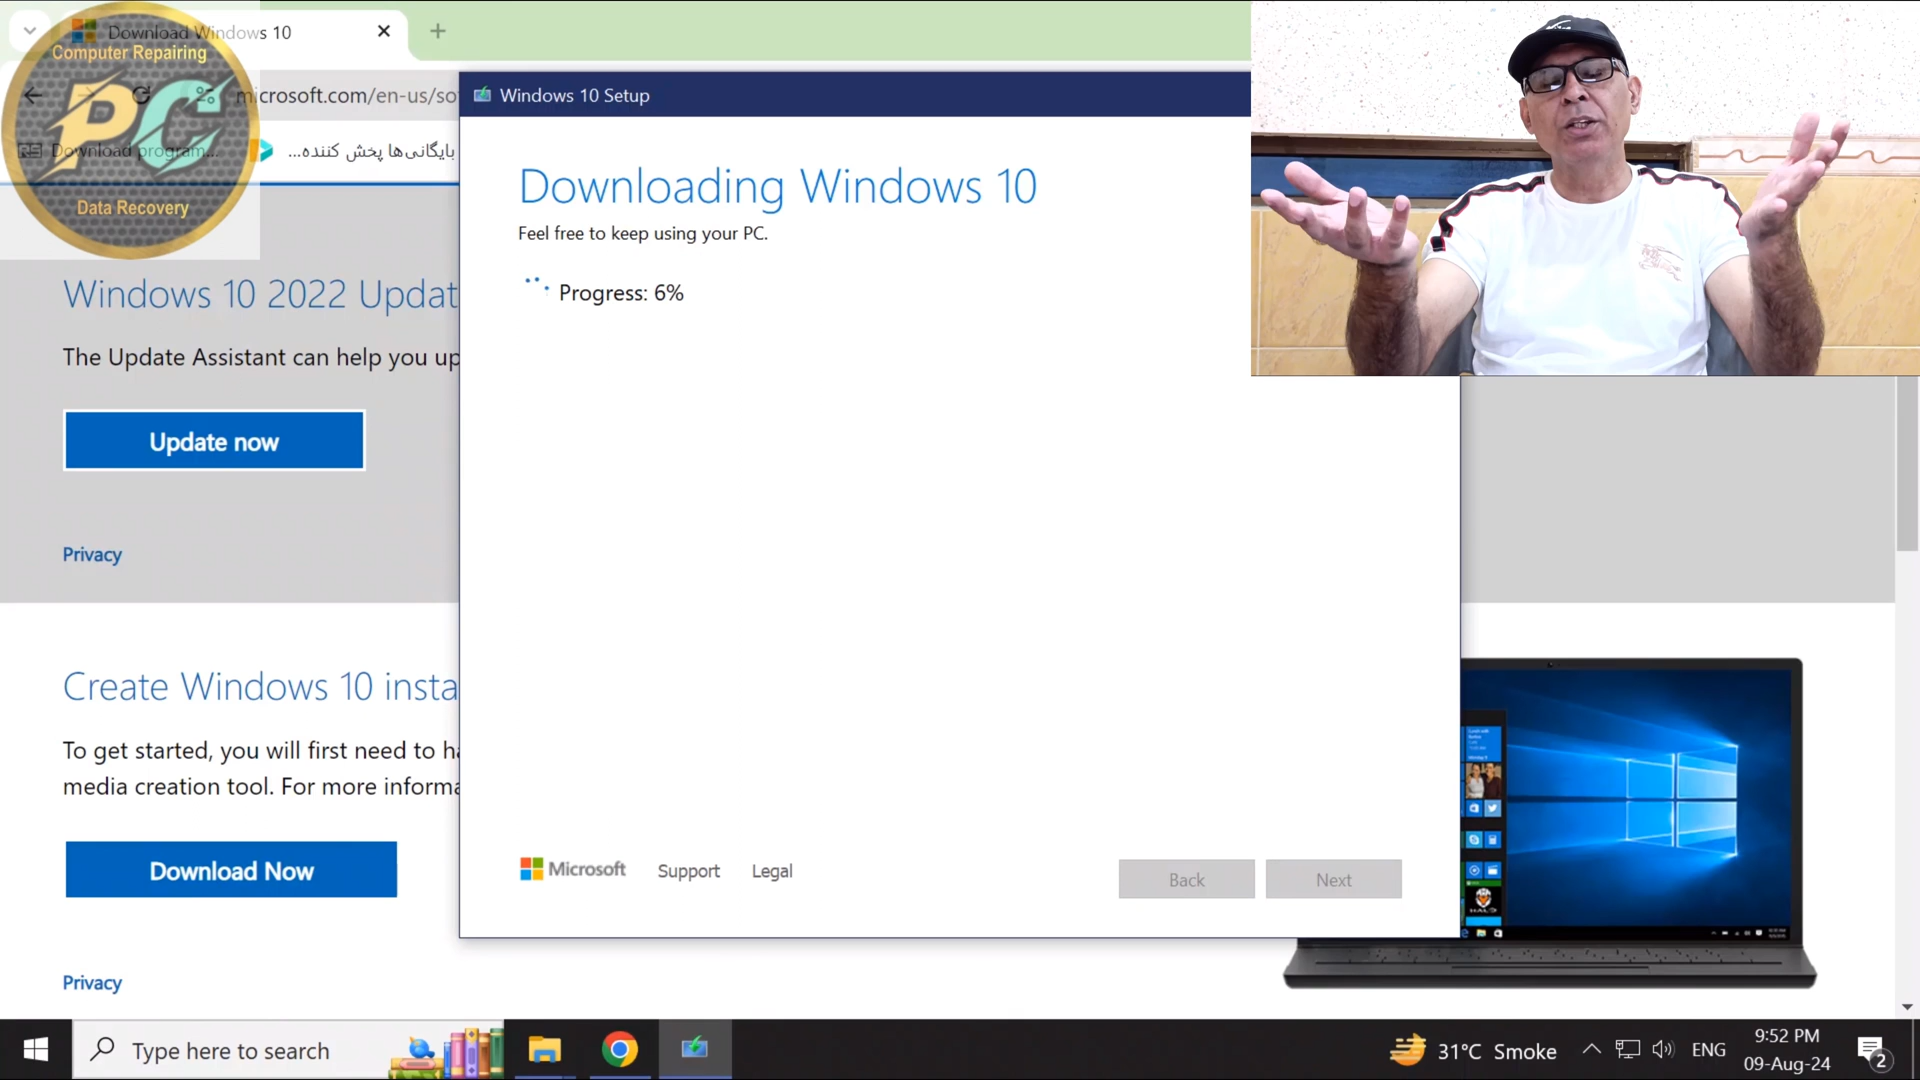 Download Windows 10
Computer Repairing
PC
Data Recovery
microsoft.com/en-us/so
Download program...
بایگانی‌ها پخش کننده...
Windows 10 Setup
Downloading Windows 10
Feel free to keep using your PC.
Progress: 6%
Windows 10 2022 Updat
The Update Assistant can help you up
Update now
Privacy
Create Windows 10 insta
To get started, you will first need to ha
media creation tool. For more informa
Download Now
Privacy
Microsoft
Support
Legal
Back
Next
HALO
Type here to search
31°C Smoke
ENG
9:52 PM
09-Aug-24
2